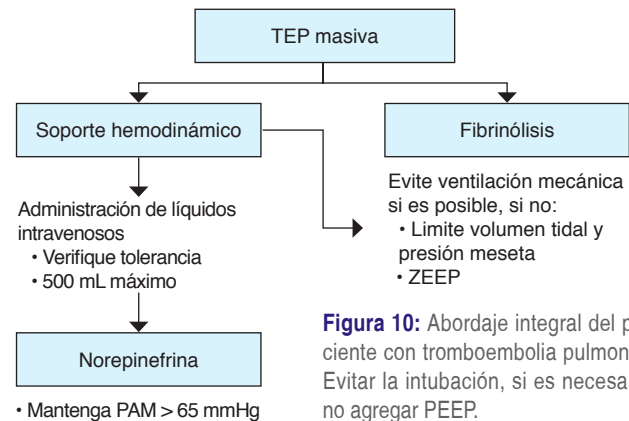 TEP masiva
Soporte hemodinámico
Fibrinólisis
Administración de líquidos
intravenosos
• Verifique tolerancia
• 500 mL máximo
Evite ventilación mecánica
si es posible, si no:
• Limite volumen tidal y
presión meseta
• ZEEP
Norepinefrina
• Mantenga PAM > 65 mmHg
Figura 10: Abordaje integral del
ciente con tromboembolia
Evitar la intubación, si es
no agregar PEEP.